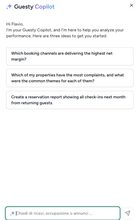 Guesty Copilot
Hi Flavio,
I'm your Guesty Copilot, and I'm here to help you analyze your
performance. Here are three ideas to get you started:
Which booking channels are delivering the highest net
margin?
Which of my properties have the most complaints, and what
were the common themes for each of them?
Create a reservation report showing all check-ins next month
from returning guests.